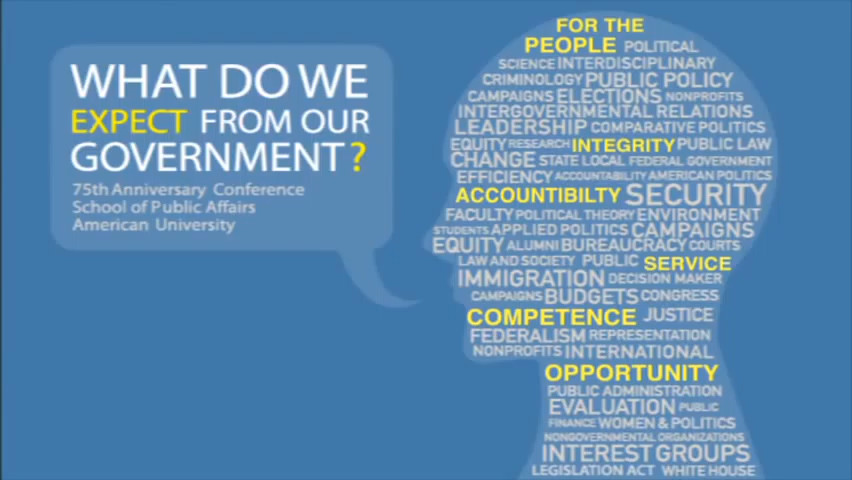 WHAT DO WE
EXPECT FROM OUR
GOVERNMENT?
75th Anniversary Conference
School of Public Affairs
American University
FOR THE
PEOPLE POLITICAL
SCIENCE INTERDISCIPLINARY
CRIMINOLOGY PUBLIC POLICY
CAMPAIGNS ELECTIONS NONPROFITS
INTERGOVERNMENTAL RELATIONS
LEADERSHIP COMPARATIVE POLITICS
EQUITY RESEARCH INTEGRITY PUBLIC LAW
CHANGE STATE LOCAL FEDERAL GOVERNMENT
EFFICIENCY ACCOUNTABILITY AMERICAN POLITICS
ACCOUNTIBILTY SECURITY
FACULTY POLITICAL THEORY ENVIRONMENT
STUDENTS APPLIED POLITICS CAMPAIGNS
EQUITY ALUMNI BUREAUCRACY COURTS
LAW AND SOCIETY PUBLIC SERVICE
IMMIGRATION DECISION MAKER
CAMPAIGNS BUDGETS CONGRESS
COMPETENCE JUSTICE
FEDERALISM REPRESENTATION
NONPROFITS INTERNATIONAL
OPPORTUNITY
PUBLIC ADMINISTRATION
EVALUATION PUBLIC
FINANCE WOMEN & POLITICS
NONGOVERNMENTAL ORGANIZATIONS
INTEREST GROUPS
LEGISLATION ACT WHITE HOUSE